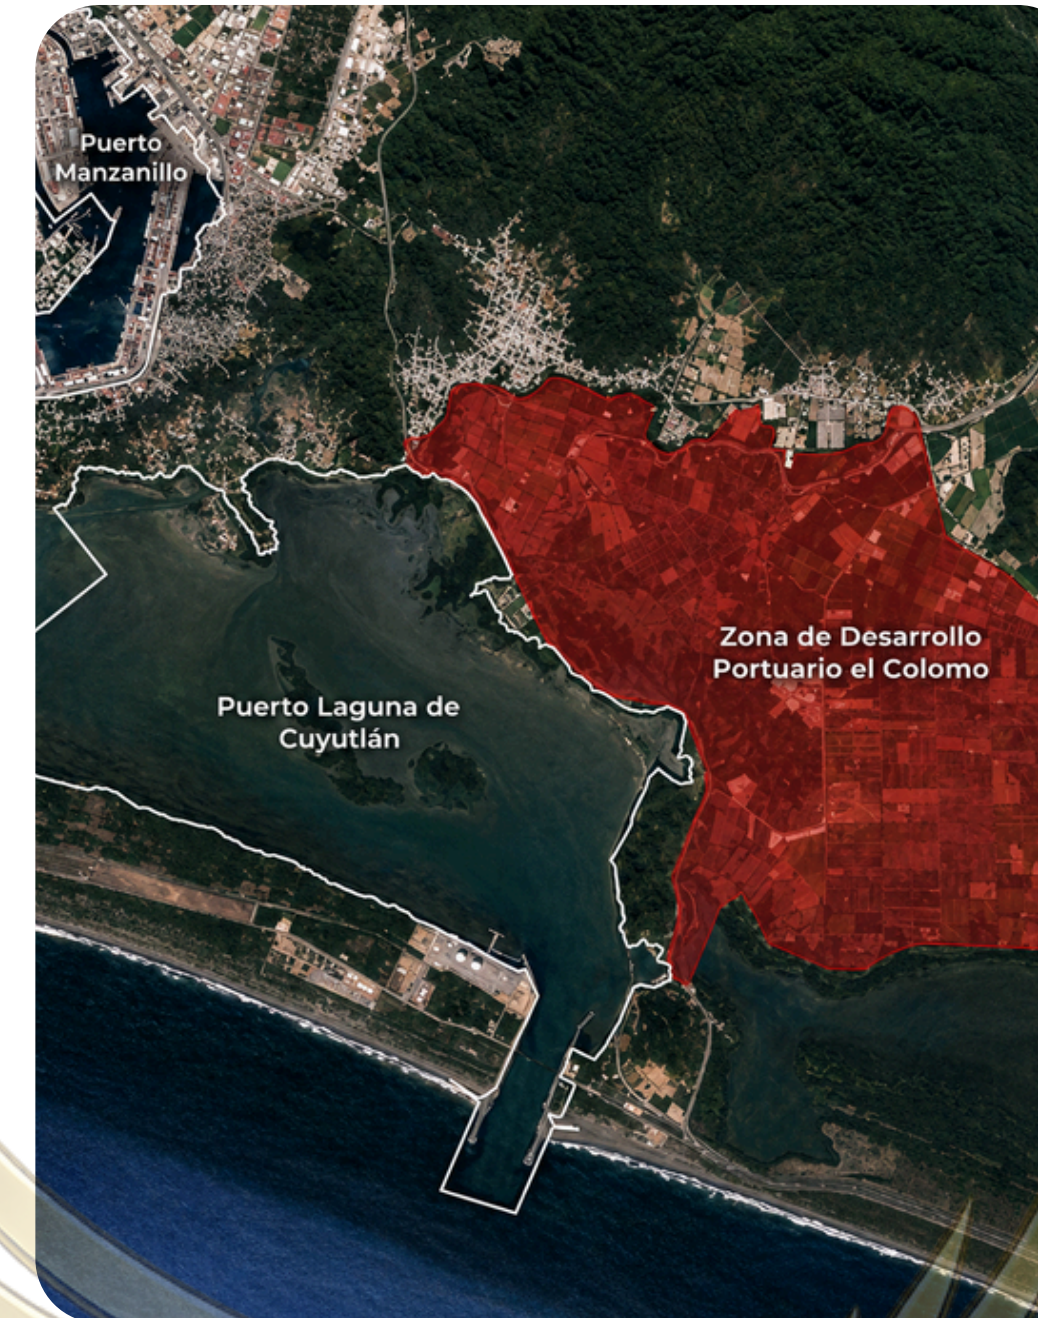 Puerto
Manzanillo
Zona de Desarrollo
Portuario el Colomo
Puerto Laguna de
Cuyutlán